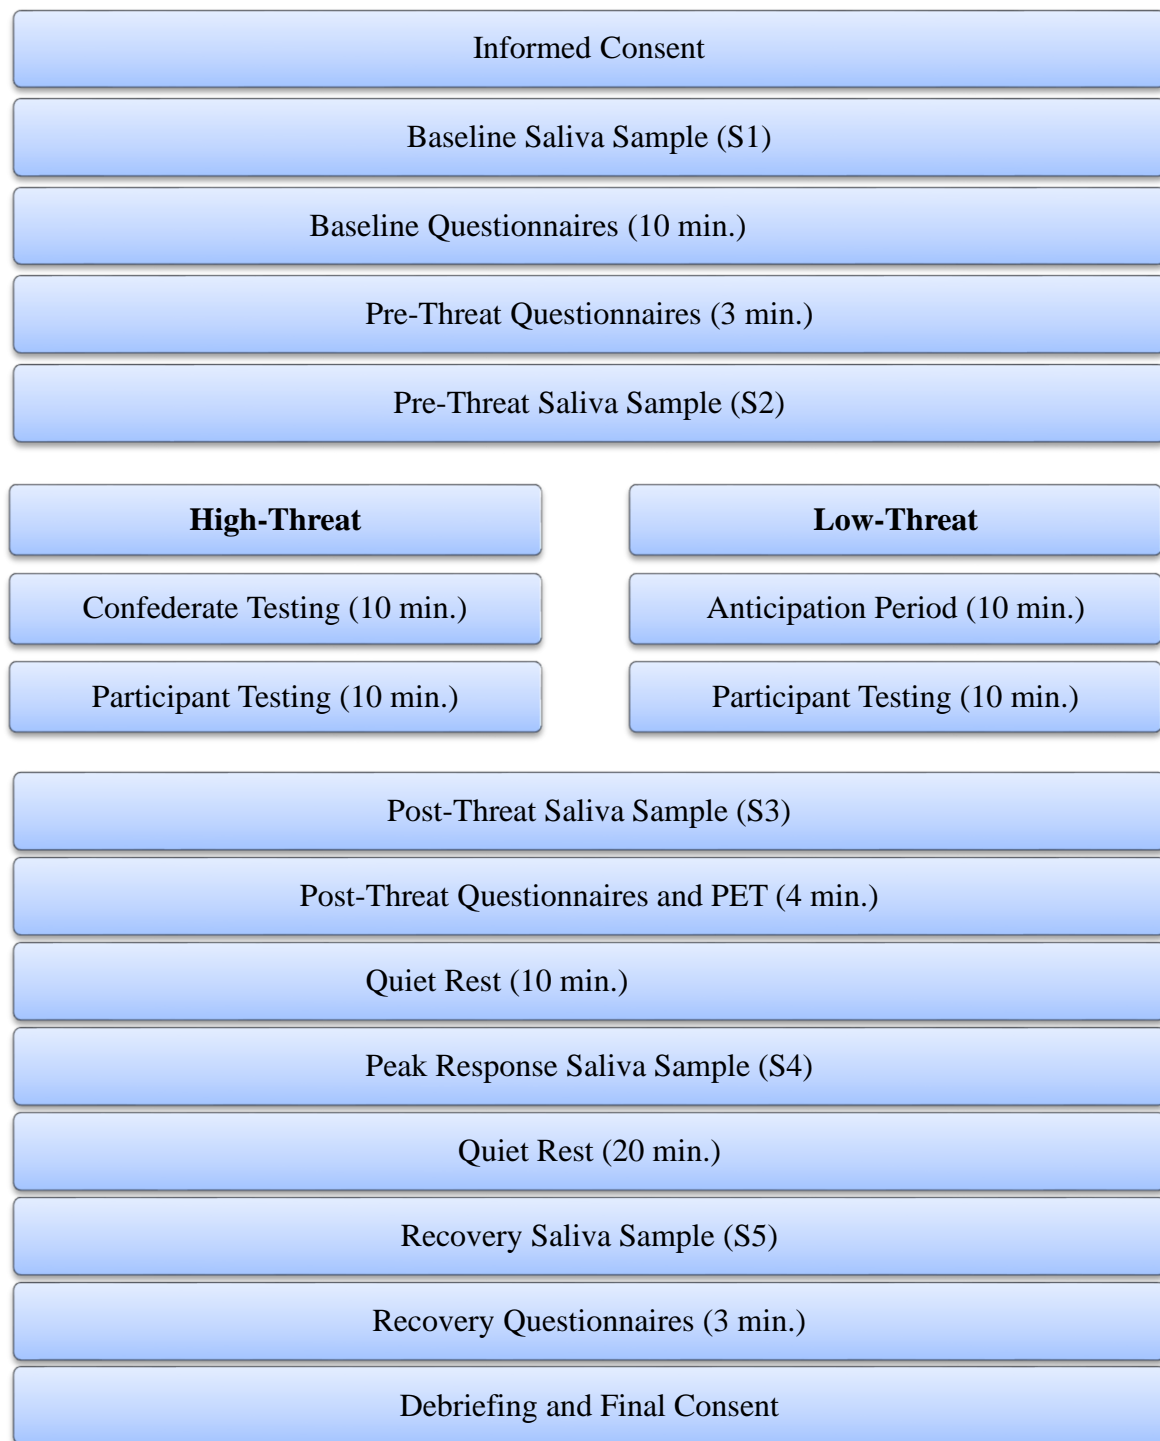 Informed Consent
Baseline Saliva Sample (S1)
Baseline Questionnaires (10 min.)
Pre-Threat Questionnaires (3 min.)
Pre-Threat Saliva Sample (S2)
High-Threat
Low-Threat
Confederate Testing (10 min.)
Anticipation Period (10 min.)
Participant Testing (10 min.)
Participant Testing (10 min.)
Post-Threat Saliva Sample (S3)
Post-Threat Questionnaires and PET (4 min.)
Quiet Rest (10 min.)
Peak Response Saliva Sample (S4)
Quiet Rest (20 min.)
Recovery Saliva Sample (S5)
Recovery Questionnaires (3 min.)
Debriefing and Final Consent